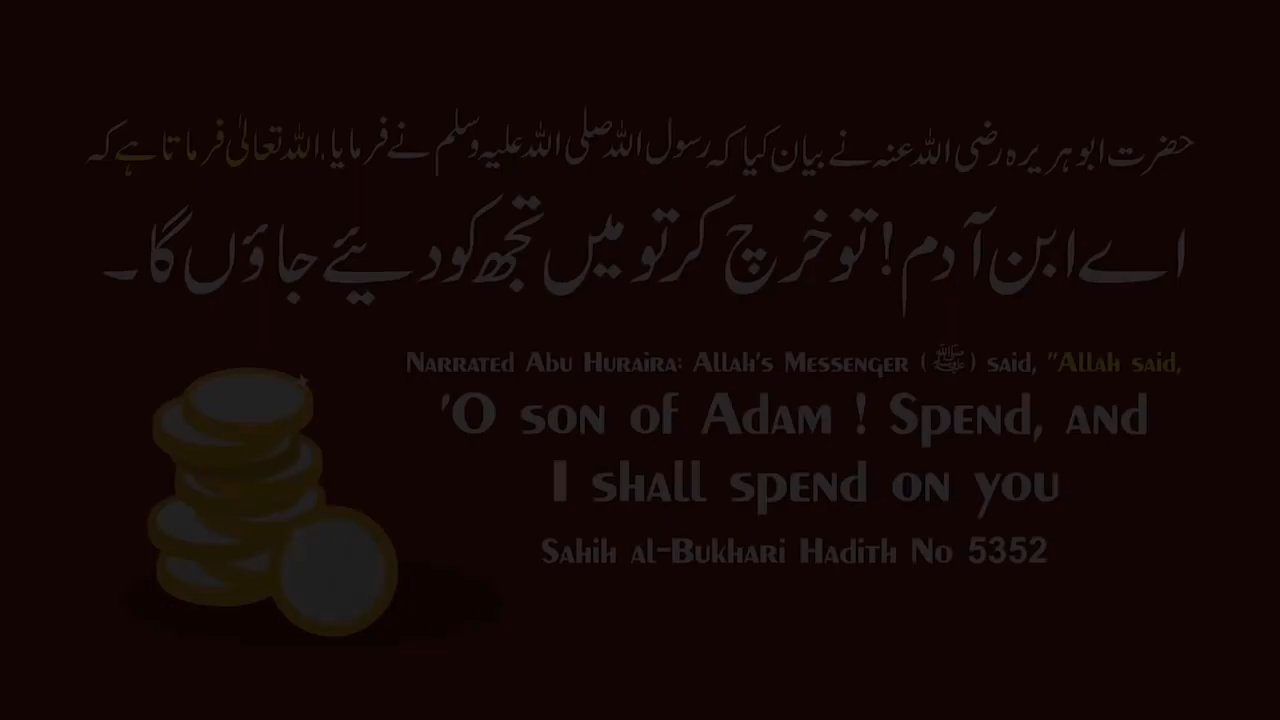 حضرت ابو ہریرہ رضی اللہ عنہ نے بیان کیا کہ رسول اللہ صلی اللہ علیہ وسلم نے فرمایا، اللہ تعالیٰ فرماتا ہے کہ
اے ابن آدم! تو خرچ کر تو میں تجھ کو دیئے جاؤں گا۔
Narrated Abu Huraira: Allah's Messenger (ﷺ) said, "Allah said,
'O son of Adam ! Spend, and
I shall spend on you
Sahih al-Bukhari Hadith No 5352